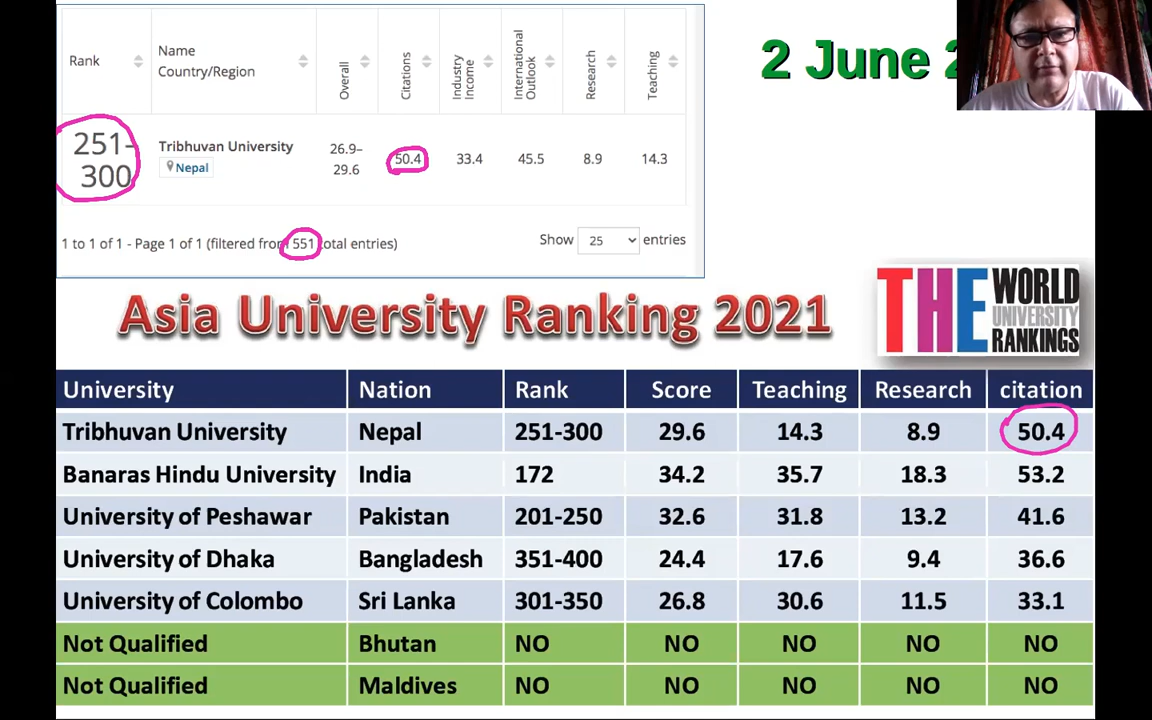 Rank
Name
Country/Region
Overall
Citations
Industry
Income
International
Outlook
Research
Teaching
251–
300
Tribhuvan University
Nepal
26.9–
29.6
50.4
33.4
45.5
8.9
14.3
1 to 1 of 1 - Page 1 of 1 (filtered from 551 total entries)
Show 25 entries
2 June 2
Asia University Ranking 2021
THE WORLD
UNIVERSITY
RANKINGS
University Nation Rank Score Teaching Research citation
Tribhuvan University Nepal 251-300 29.6 14.3 8.9 50.4
Banaras Hindu University India 172 34.2 35.7 18.3 53.2
University of Peshawar Pakistan 201-250 32.6 31.8 13.2 41.6
University of Dhaka Bangladesh 351-400 24.4 17.6 9.4 36.6
University of Colombo Sri Lanka 301-350 26.8 30.6 11.5 33.1
Not Qualified Bhutan NO NO NO NO NO
Not Qualified Maldives NO NO NO NO NO